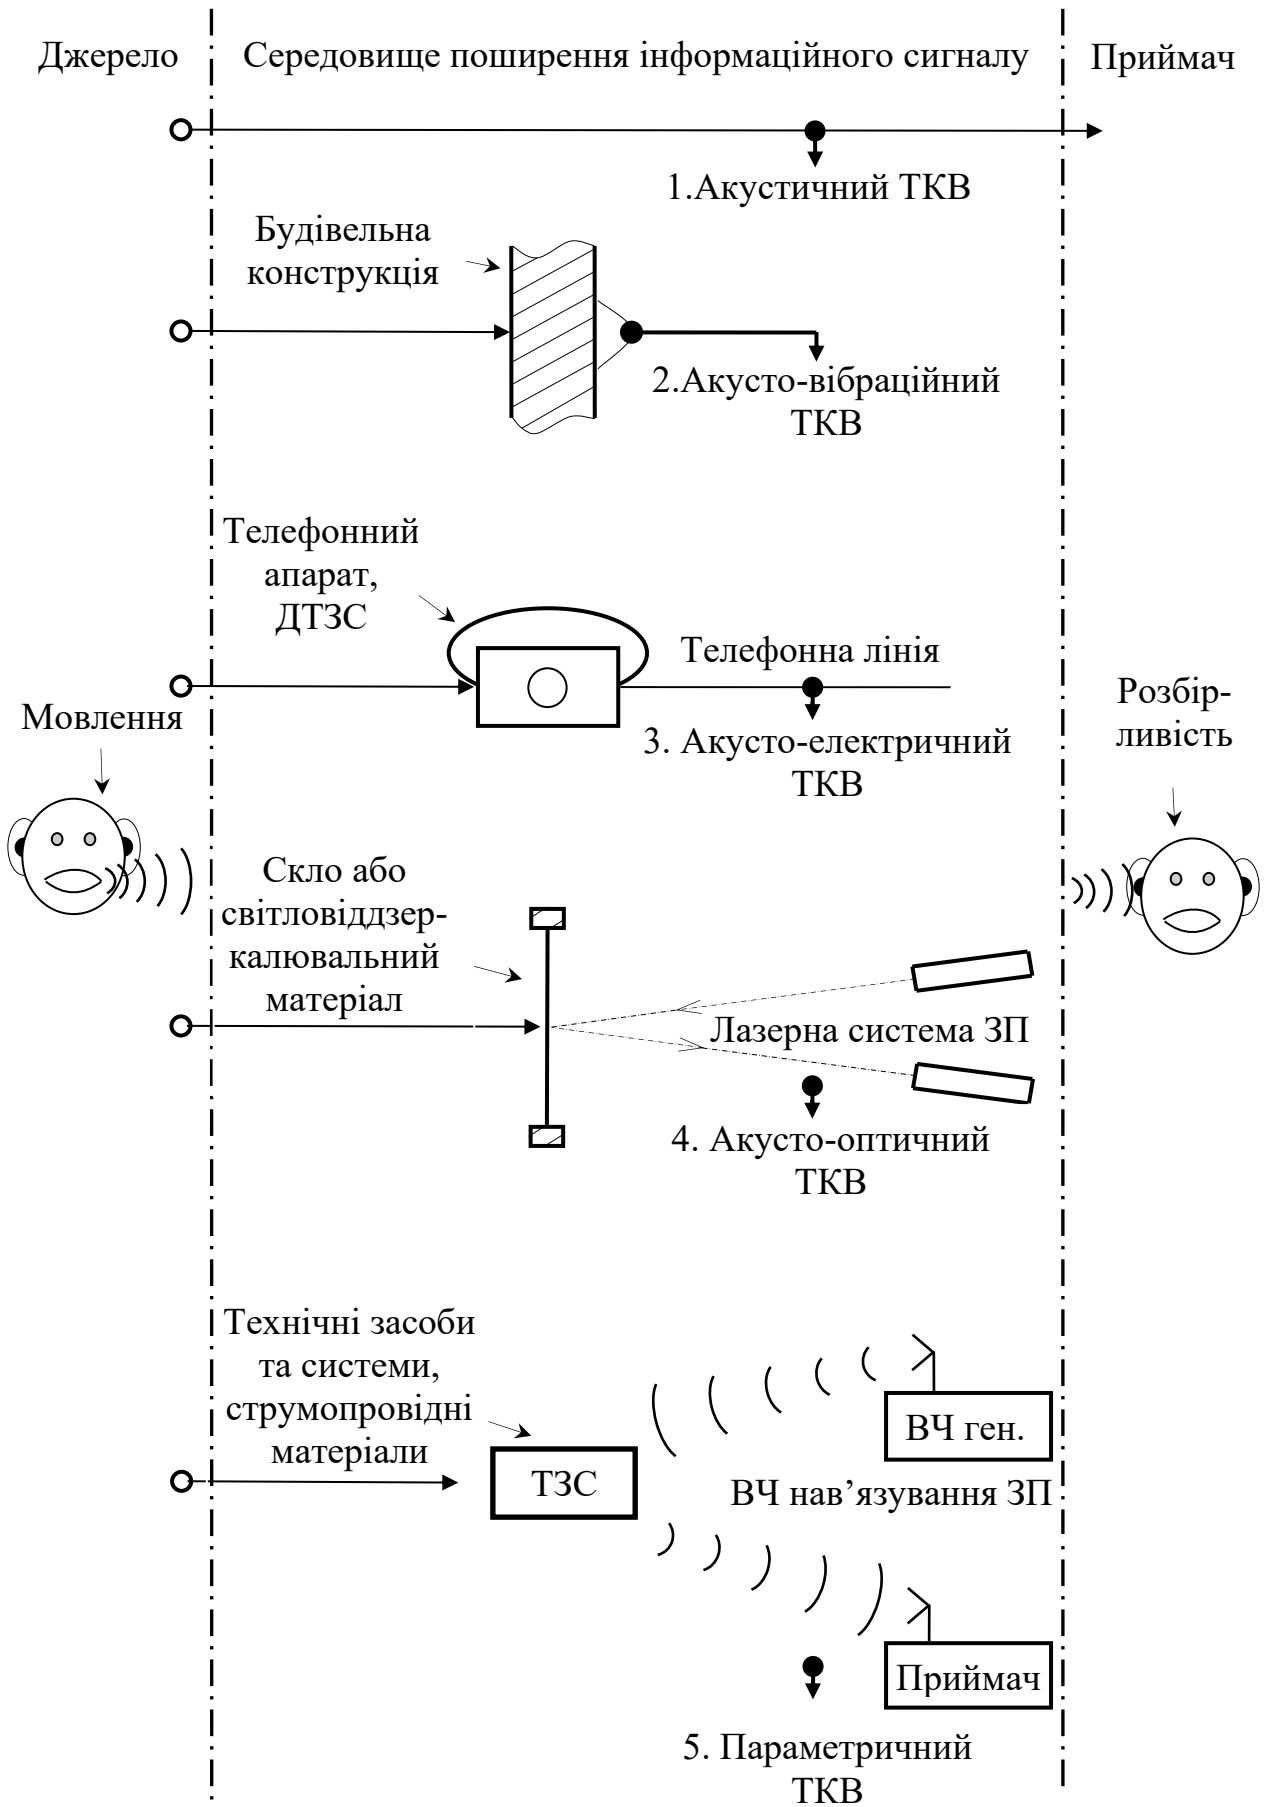 Джерело
Середовище поширення інформаційного сигналу
Приймач
1.Акустичний ТКВ
Будівельна
конструкція
2.Акусто-вібраційний
ТКВ
Телефонний
апарат,
ДТЗС
Телефонна лінія
3. Акусто-електричний
ТКВ
Мовлення
Розбір-
ливість
Скло або
світловіддзер-
калювальний
матеріал
Лазерна система ЗП
4. Акусто-оптичний
ТКВ
Технічні засоби
та системи,
струмопровідні
матеріали
ТЗС
ВЧ ген.
ВЧ нав’язування ЗП
Приймач
5. Параметричний
ТКВ